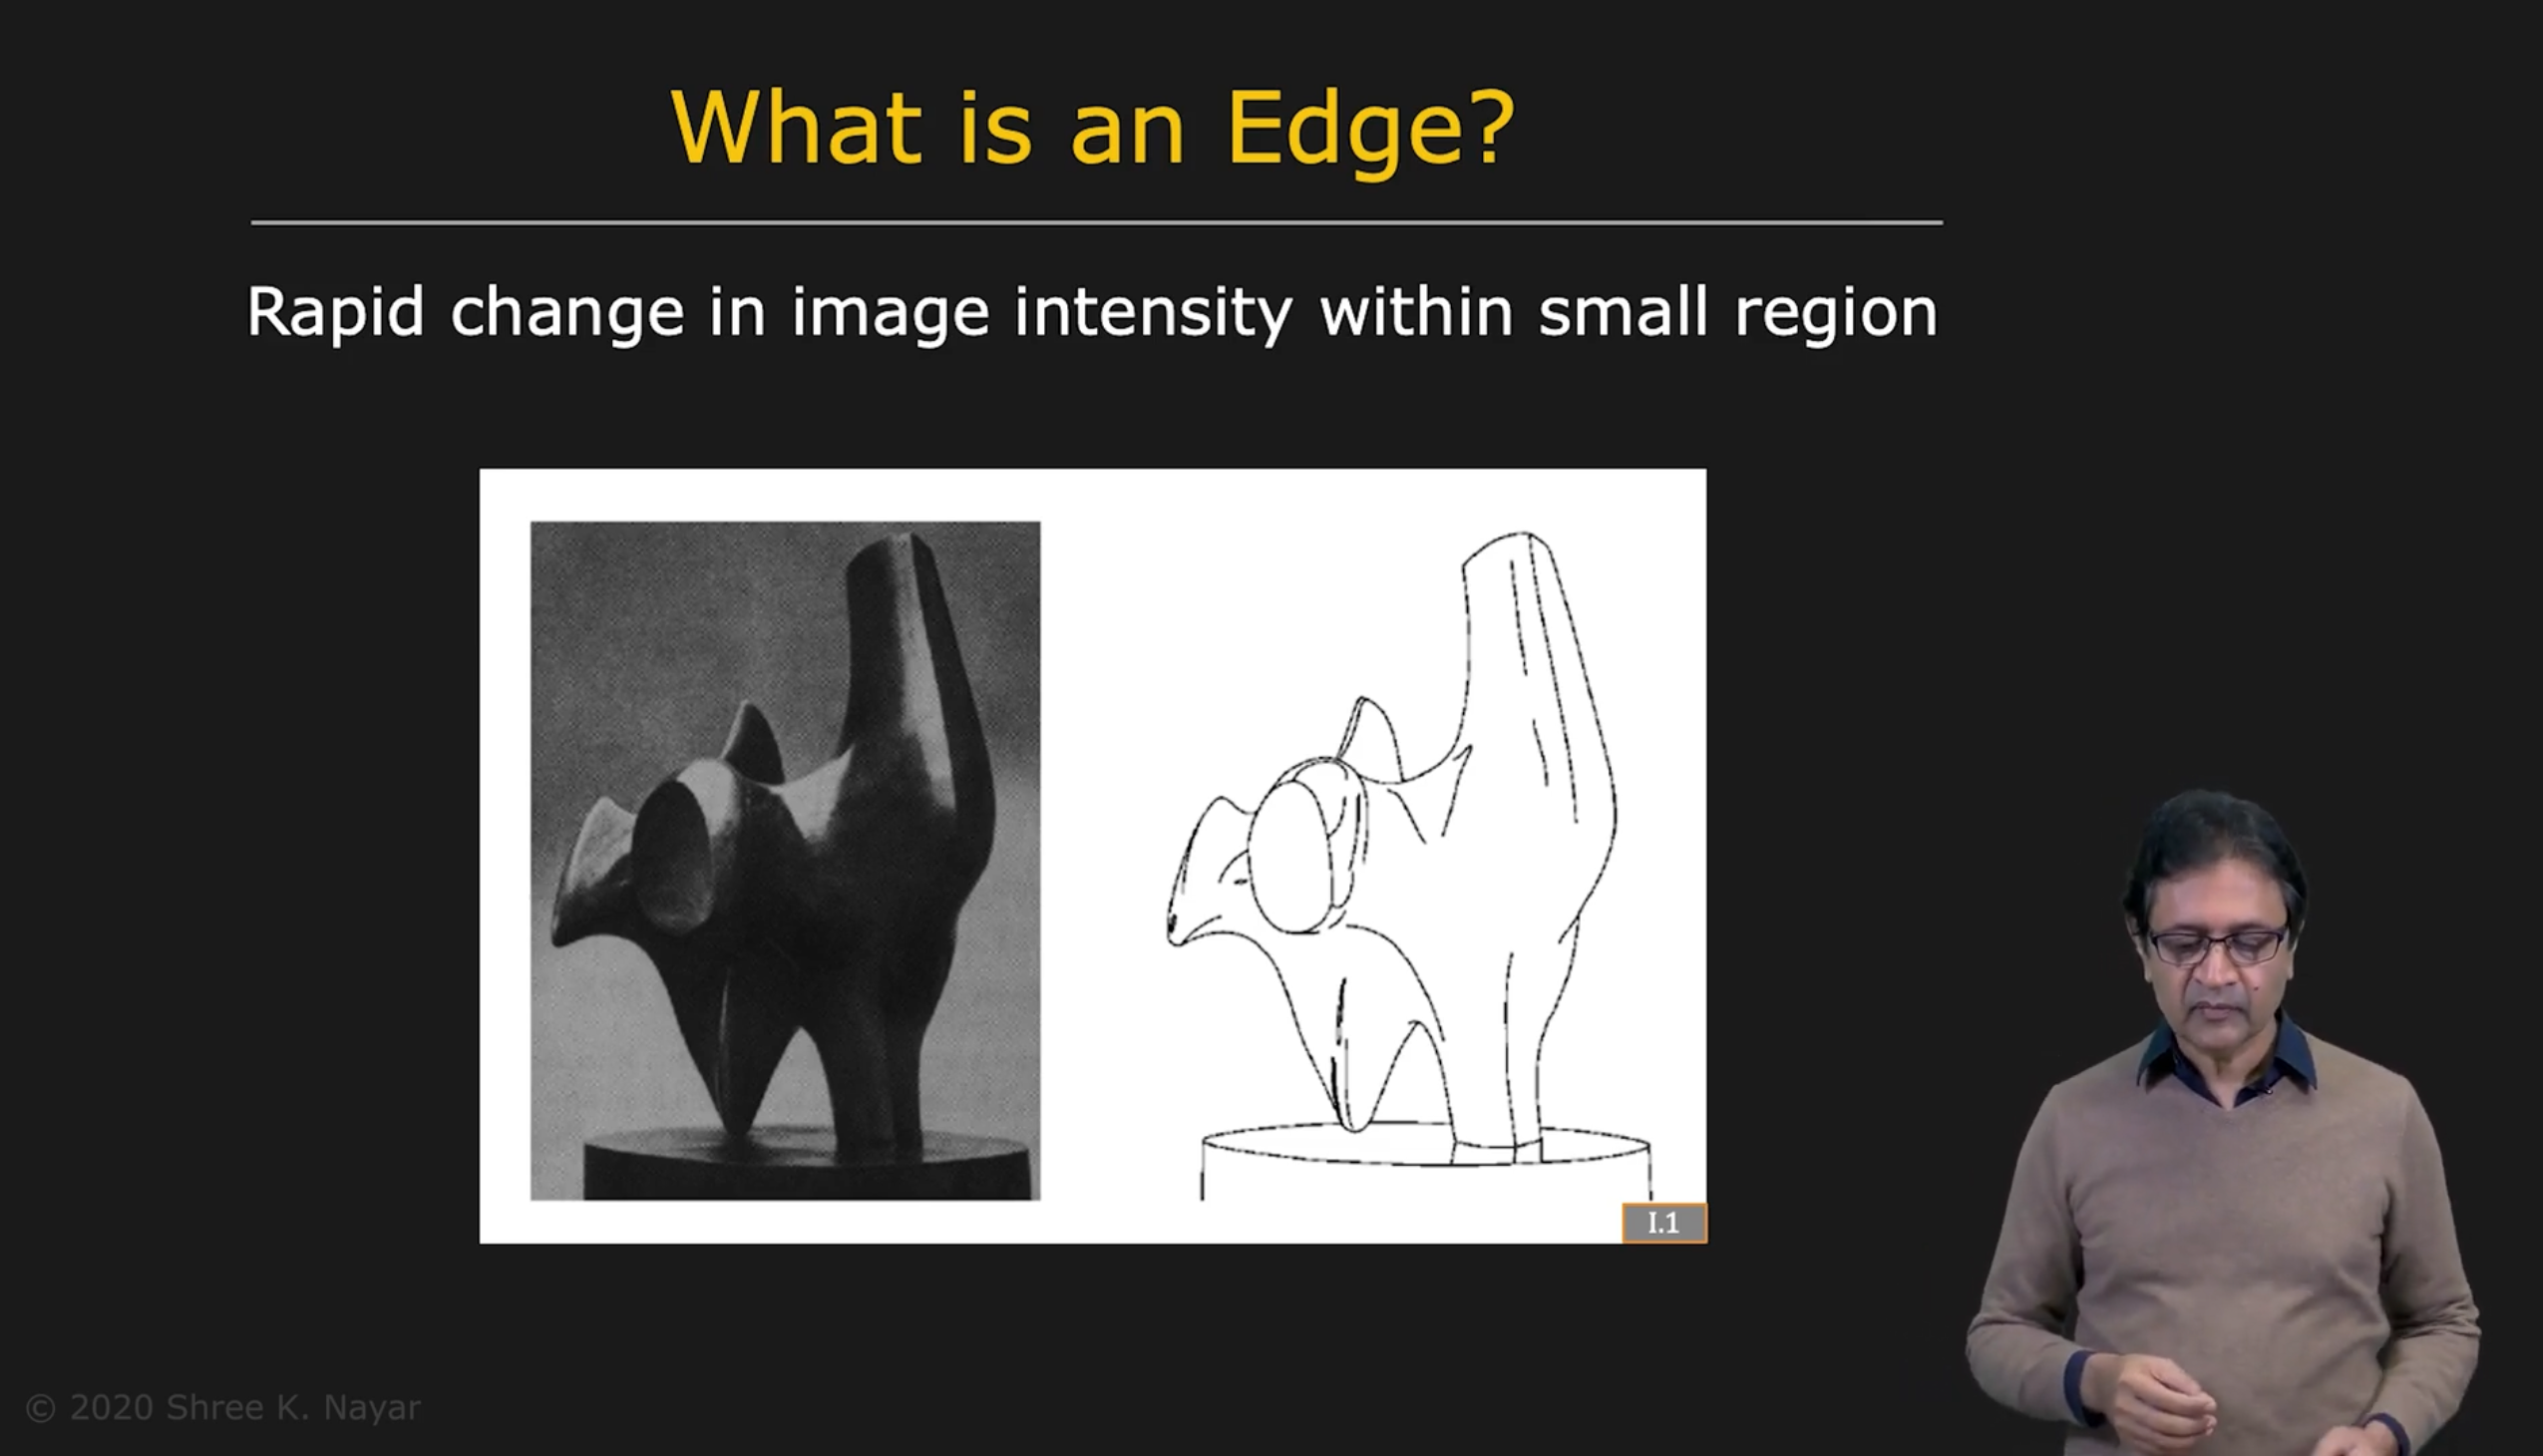 What is an Edge?
Rapid change in image intensity within small region
I.1
© 2020 Shree K. Nayar